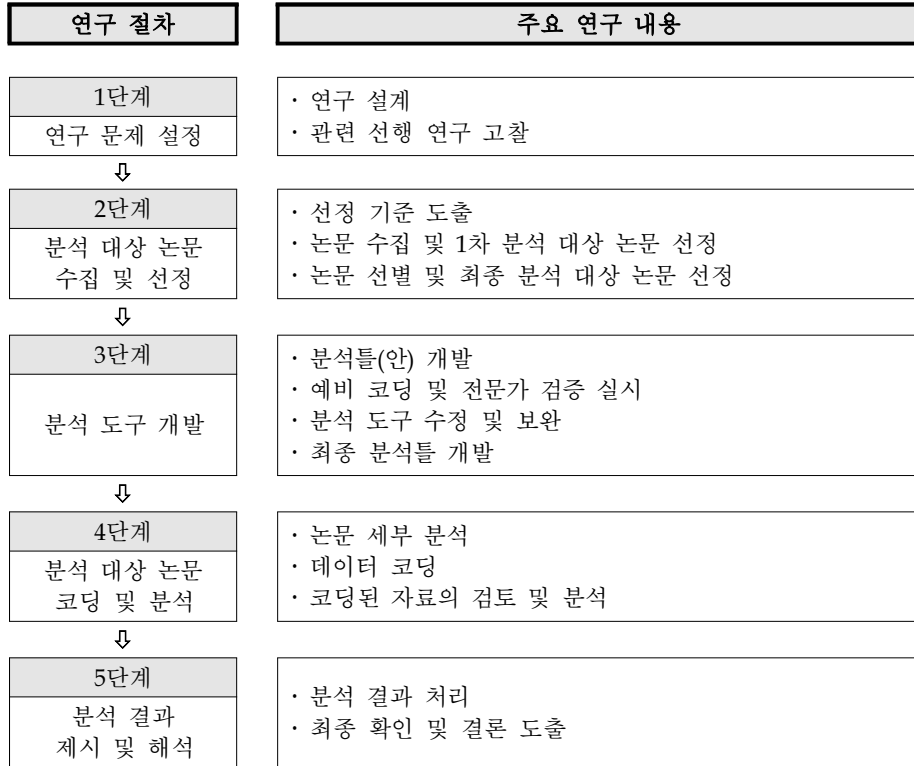 연구 절차
주요 연구 내용
1단계
연구 문제 설정
· 연구 설계
· 관련 선행 연구 고찰
⇩
2단계
분석 대상 논문
수집 및 선정
· 선정 기준 도출
· 논문 수집 및 1차 분석 대상 논문 선정
· 논문 선별 및 최종 분석 대상 논문 선정
⇩
3단계
분석 도구 개발
· 분석틀(안) 개발
· 예비 코딩 및 전문가 검증 실시
· 분석 도구 수정 및 보완
· 최종 분석틀 개발
⇩
4단계
분석 대상 논문
코딩 및 분석
· 논문 세부 분석
· 데이터 코딩
· 코딩된 자료의 검토 및 분석
⇩
5단계
분석 결과
제시 및 해석
· 분석 결과 처리
· 최종 확인 및 결론 도출